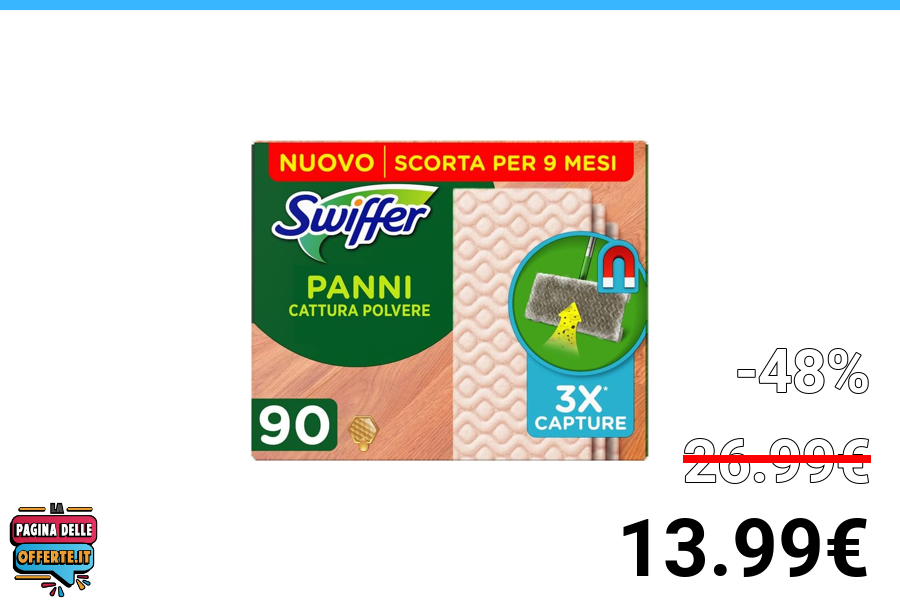 NUOVO | SCORTA PER 9 MESI
Swiffer
PANNI
CATTURA POLVERE
3X*
CAPTURE
90
-48%
26.99€
13.99€
LA
PAGINA DELLE
OFFERTE.IT